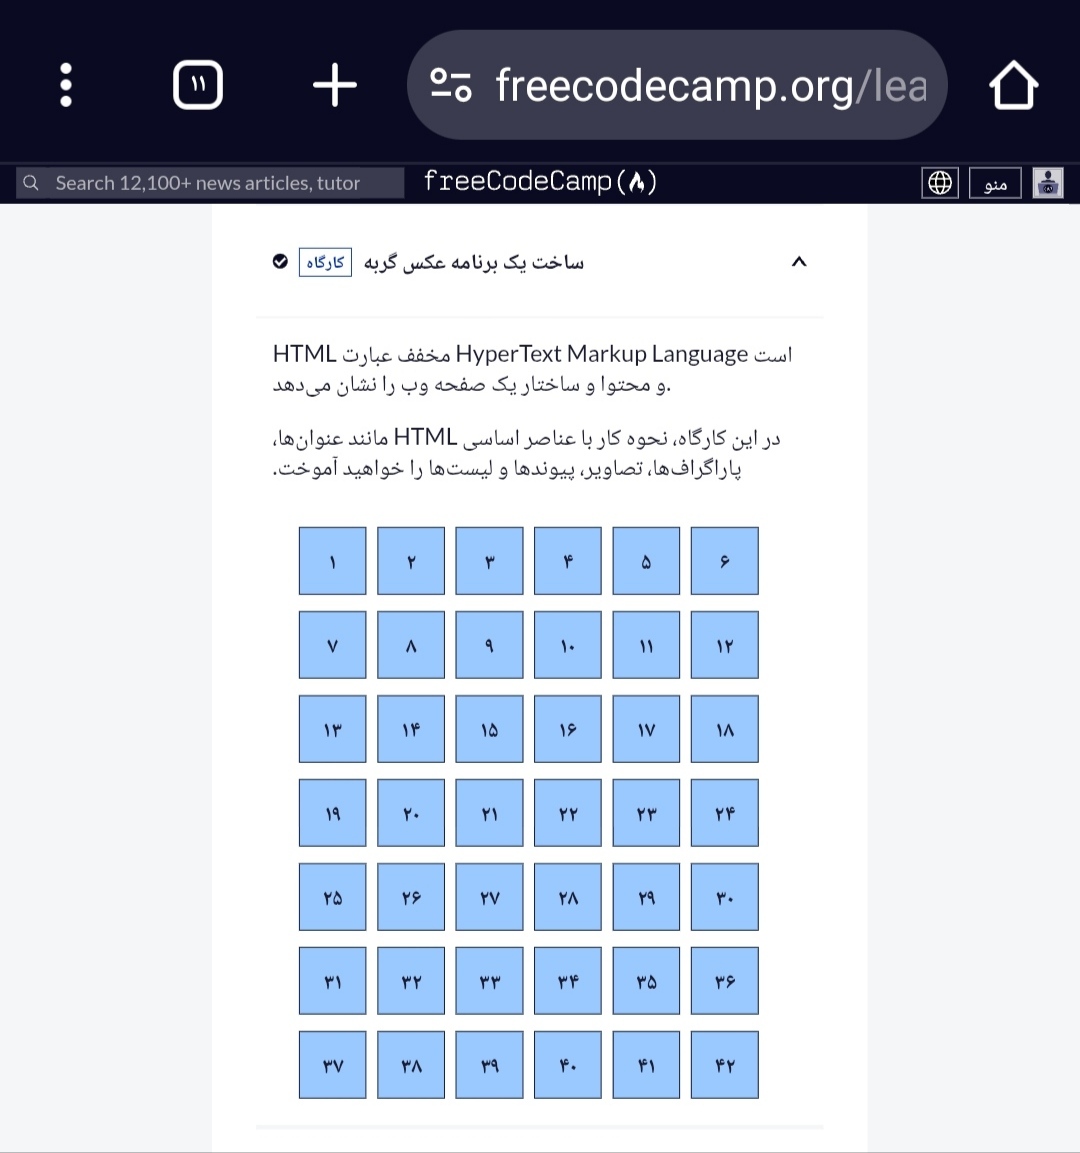 ۱۱
freecodecamp.org/lea
Search 12,100+ news articles, tutor
freeCodeCamp(🔥)
منو
ساخت یک برنامه عکس گربه
کارگاه
HTML مخفف عبارت HyperText Markup Language است
و محتوا و ساختار یک صفحه وب را نشان می‌دهد.
در این کارگاه، نحوه کار با عناصر اساسی HTML مانند عنوان‌ها،
پاراگراف‌ها، تصاویر، پیوندها و لیست‌ها را خواهید آموخت.
۱ ۲ ۳ ۴ ۵ ۶
۷ ۸ ۹ ۱۰ ۱۱ ۱۲
۱۳ ۱۴ ۱۵ ۱۶ ۱۷ ۱۸
۱۹ ۲۰ ۲۱ ۲۲ ۲۳ ۲۴
۲۵ ۲۶ ۲۷ ۲۸ ۲۹ ۳۰
۳۱ ۳۲ ۳۳ ۳۴ ۳۵ ۳۶
۳۷ ۳۸ ۳۹ ۴۰ ۴۱ ۴۲